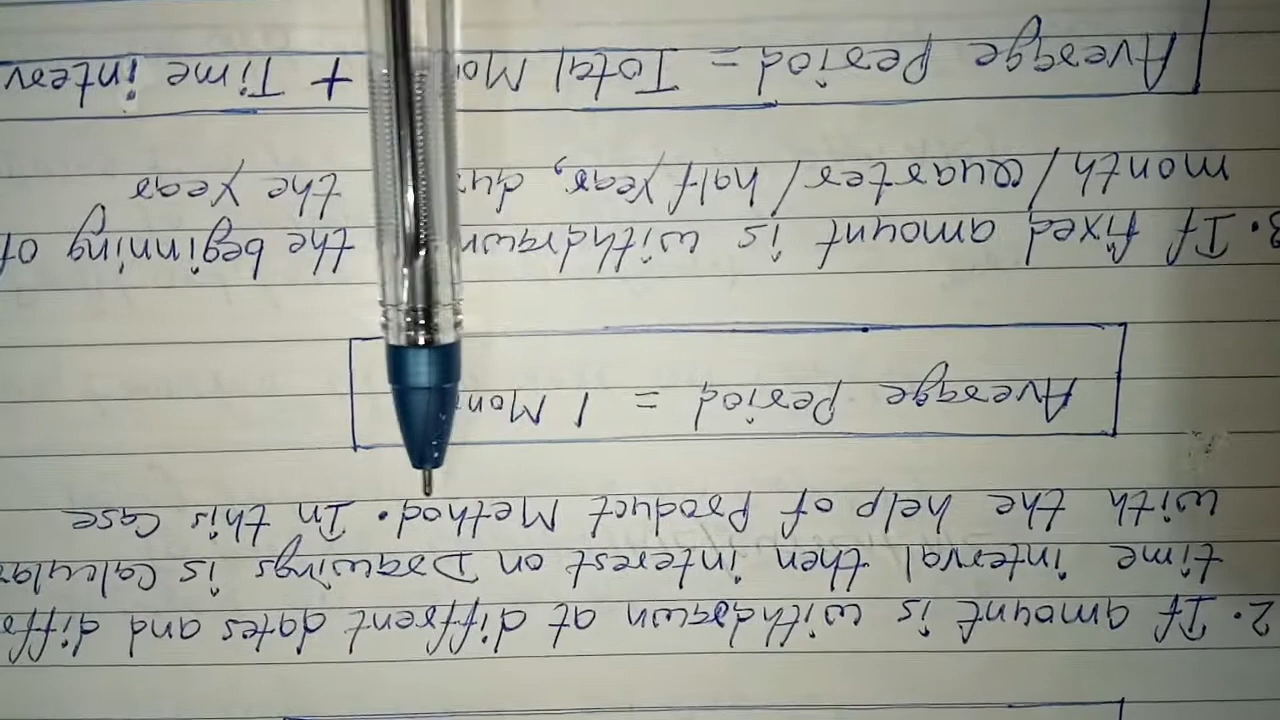 2. If amount is withdrawn at diffrent dates and
time interval then interest on Drawings is
with the help of Product Method. In this Case
Average Period = 1
3. If fixed amount is withdrawn the beginning of
month/Quarter/half year, the year
Average Period = Total + Time